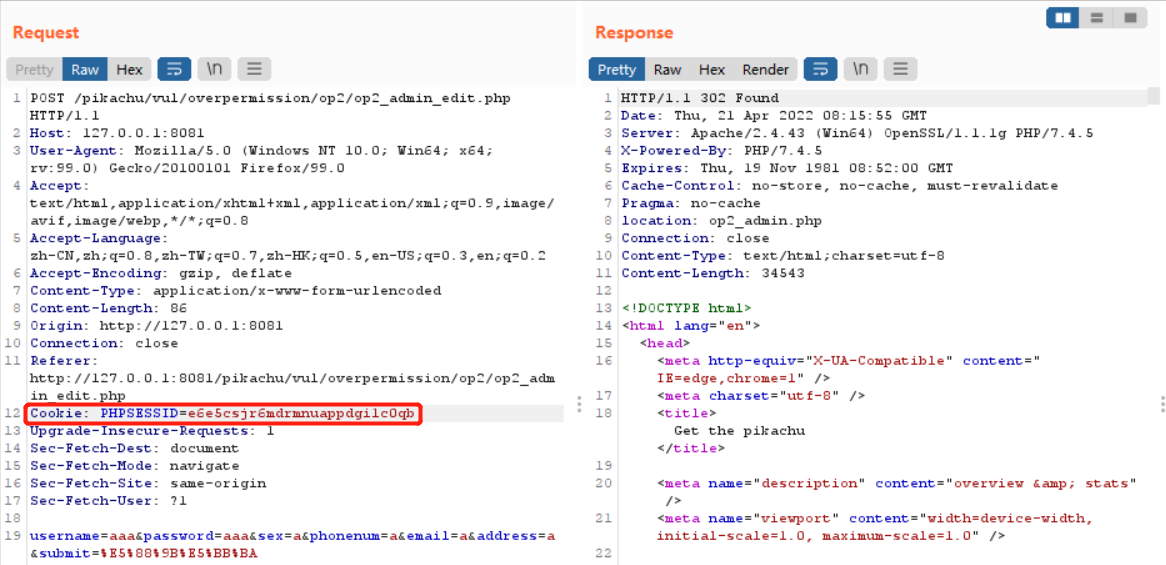 Request
Pretty Raw Hex \n
1 POST /pikachu/vul/overpermission/op2/op2_admin_edit.php
HTTP/1.1
2 Host: 127.0.0.1:8081
3 User-Agent: Mozilla/5.0 (Windows NT 10.0; Win64; x64;
rv:99.0) Gecko/20100101 Firefox/99.0
4 Accept:
text/html,application/xhtml+xml,application/xml;q=0.9,image/
avif,image/webp,*/*;q=0.8
5 Accept-Language:
zh-CN,zh;q=0.8,zh-TW;q=0.7,zh-HK;q=0.5,en-US;q=0.3,en;q=0.2
6 Accept-Encoding: gzip, deflate
7 Content-Type: application/x-www-form-urlencoded
8 Content-Length: 86
9 Origin: http://127.0.0.1:8081
10 Connection: close
11 Referer:
http://127.0.0.1:8081/pikachu/vul/overpermission/op2/op2_adm
in_edit.php
12 Cookie: PHPSESSID=e6e5csjr6mdrmnuappdgilc0qb
13 Upgrade-Insecure-Requests: 1
14 Sec-Fetch-Dest: document
15 Sec-Fetch-Mode: navigate
16 Sec-Fetch-Site: same-origin
17 Sec-Fetch-User: ?1
18
19 username=aaa&password=aaa&sex=a&phonenum=a&email=a&address=a
&submit=%E5%88%9B%E5%BB%BA
Response
Pretty Raw Hex Render \n
1 HTTP/1.1 302 Found
2 Date: Thu, 21 Apr 2022 08:15:55 GMT
3 Server: Apache/2.4.43 (Win64) OpenSSL/1.1.1g PHP/7.4.5
4 X-Powered-By: PHP/7.4.5
5 Expires: Thu, 19 Nov 1981 08:52:00 GMT
6 Cache-Control: no-store, no-cache, must-revalidate
7 Pragma: no-cache
8 location: op2_admin.php
9 Connection: close
10 Content-Type: text/html;charset=utf-8
11 Content-Length: 34543
12
13 <!DOCTYPE html>
14 <html lang="en">
15 <head>
16 <meta http-equiv="X-UA-Compatible" content="
IE=edge,chrome=1" />
17 <meta charset="utf-8" />
18 <title>
Get the pikachu
</title>
19
20 <meta name="description" content="overview &amp; stats"
/>
21 <meta name="viewport" content="width=device-width,
initial-scale=1.0, maximum-scale=1.0" />
22